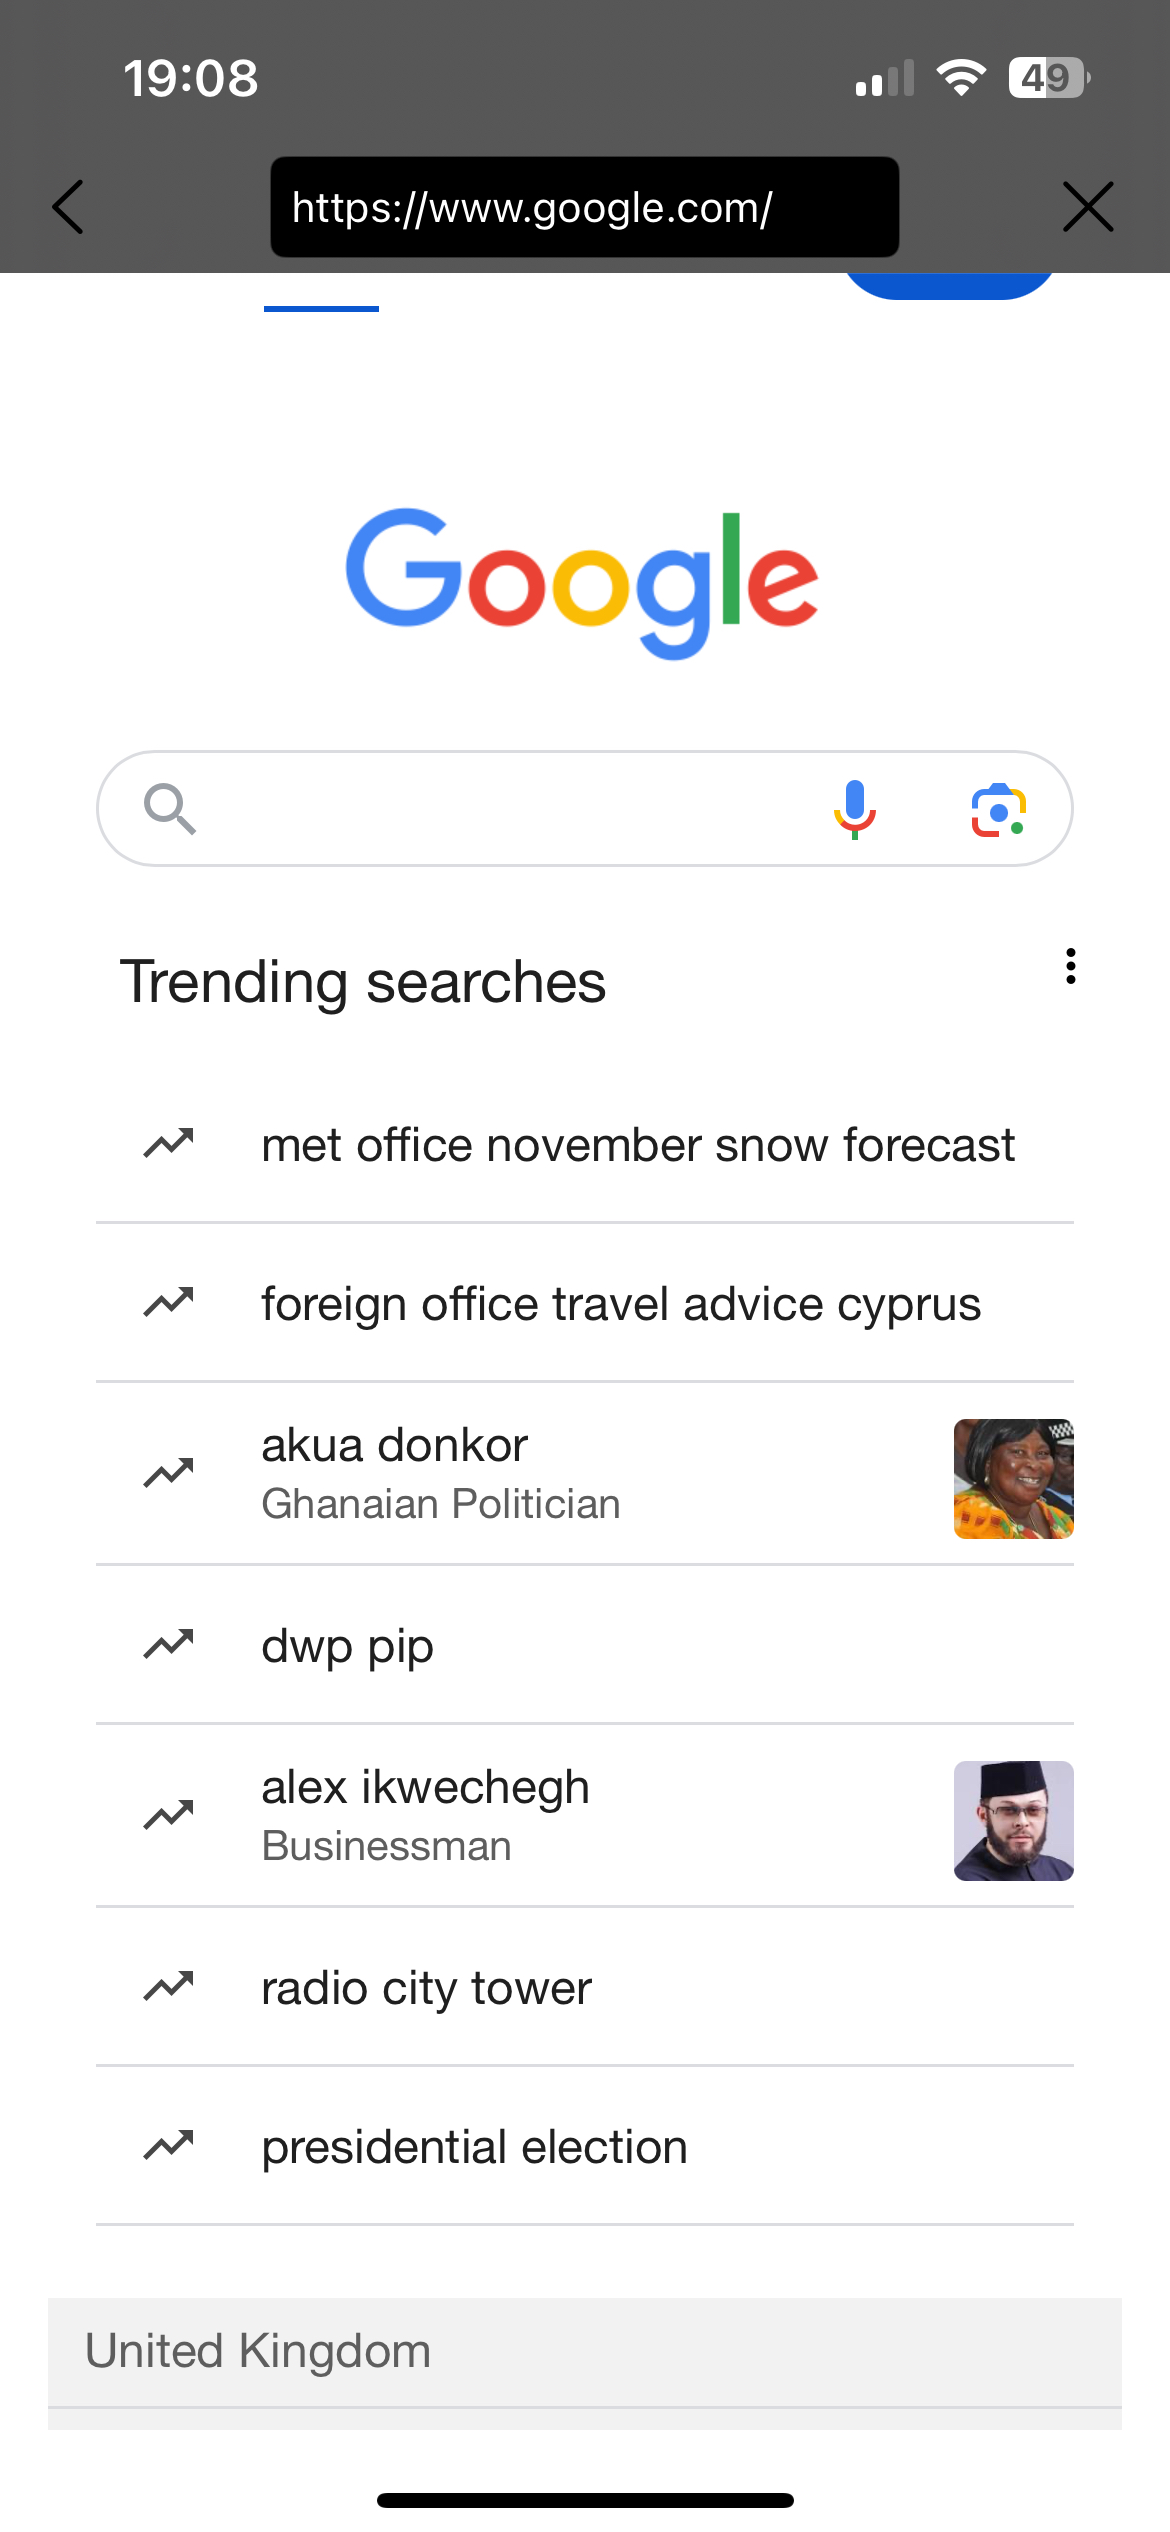 19:08
49
https://www.google.com/
Google
Trending searches
met office november snow forecast
foreign office travel advice cyprus
akua donkor
Ghanaian Politician
dwp pip
alex ikwechegh
Businessman
radio city tower
presidential election
United Kingdom